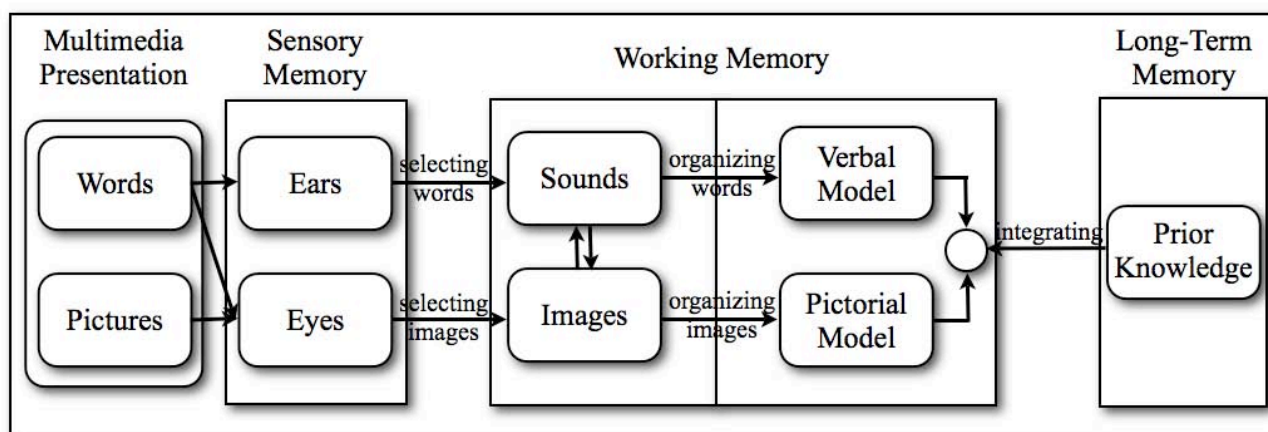 Multimedia
Presentation
Sensory
Memory
Working Memory
Long-Term
Memory
Words
Pictures
Ears
Eyes
selecting
words
selecting
images
Sounds
Images
organizing
words
organizing
images
Verbal
Model
Pictorial
Model
integrating
Prior
Knowledge